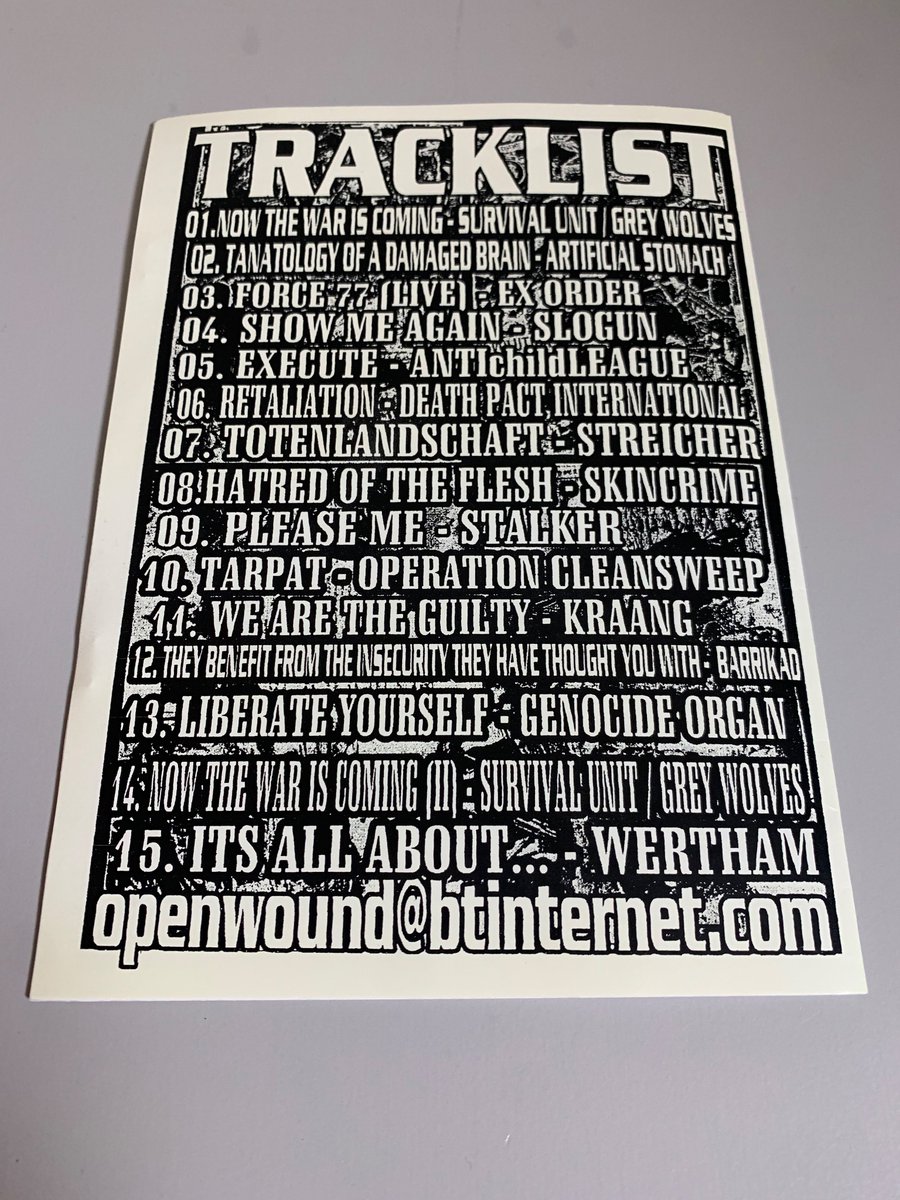 TRACKLIST
01.NOW THE WAR IS COMING - SURVIVAL UNIT / GREY WOLVES
02. TANATOLOGY OF A DAMAGED BRAIN - ARTIFICIAL STOMACH
03. FORCE 77 (LIVE) - EX ORDER
04. SHOW ME AGAIN - SLOGUN
05. EXECUTE - ANTIchildLEAGUE
06. RETALIATION - DEATH PACT INTERNATIONAL
07. TOTENLANDSCHAFT - STREICHER
08.HATRED OF THE FLESH - SKINCRIME
09. PLEASE ME - STALKER
10. TARPAT - OPERATION CLEANSWEEP
11. WE ARE THE GUILTY - KRAANG
12. THEY BENEFIT FROM THE INSECURITY THEY HAVE THOUGHT YOU WITH - BARRIKAD
13. LIBERATE YOURSELF - GENOCIDE ORGAN
14. NOW THE WAR IS COMING (II) - SURVIVAL UNIT / GREY WOLVES
15. ITS ALL ABOUT... - WERTHAM
openwound@btinternet.com